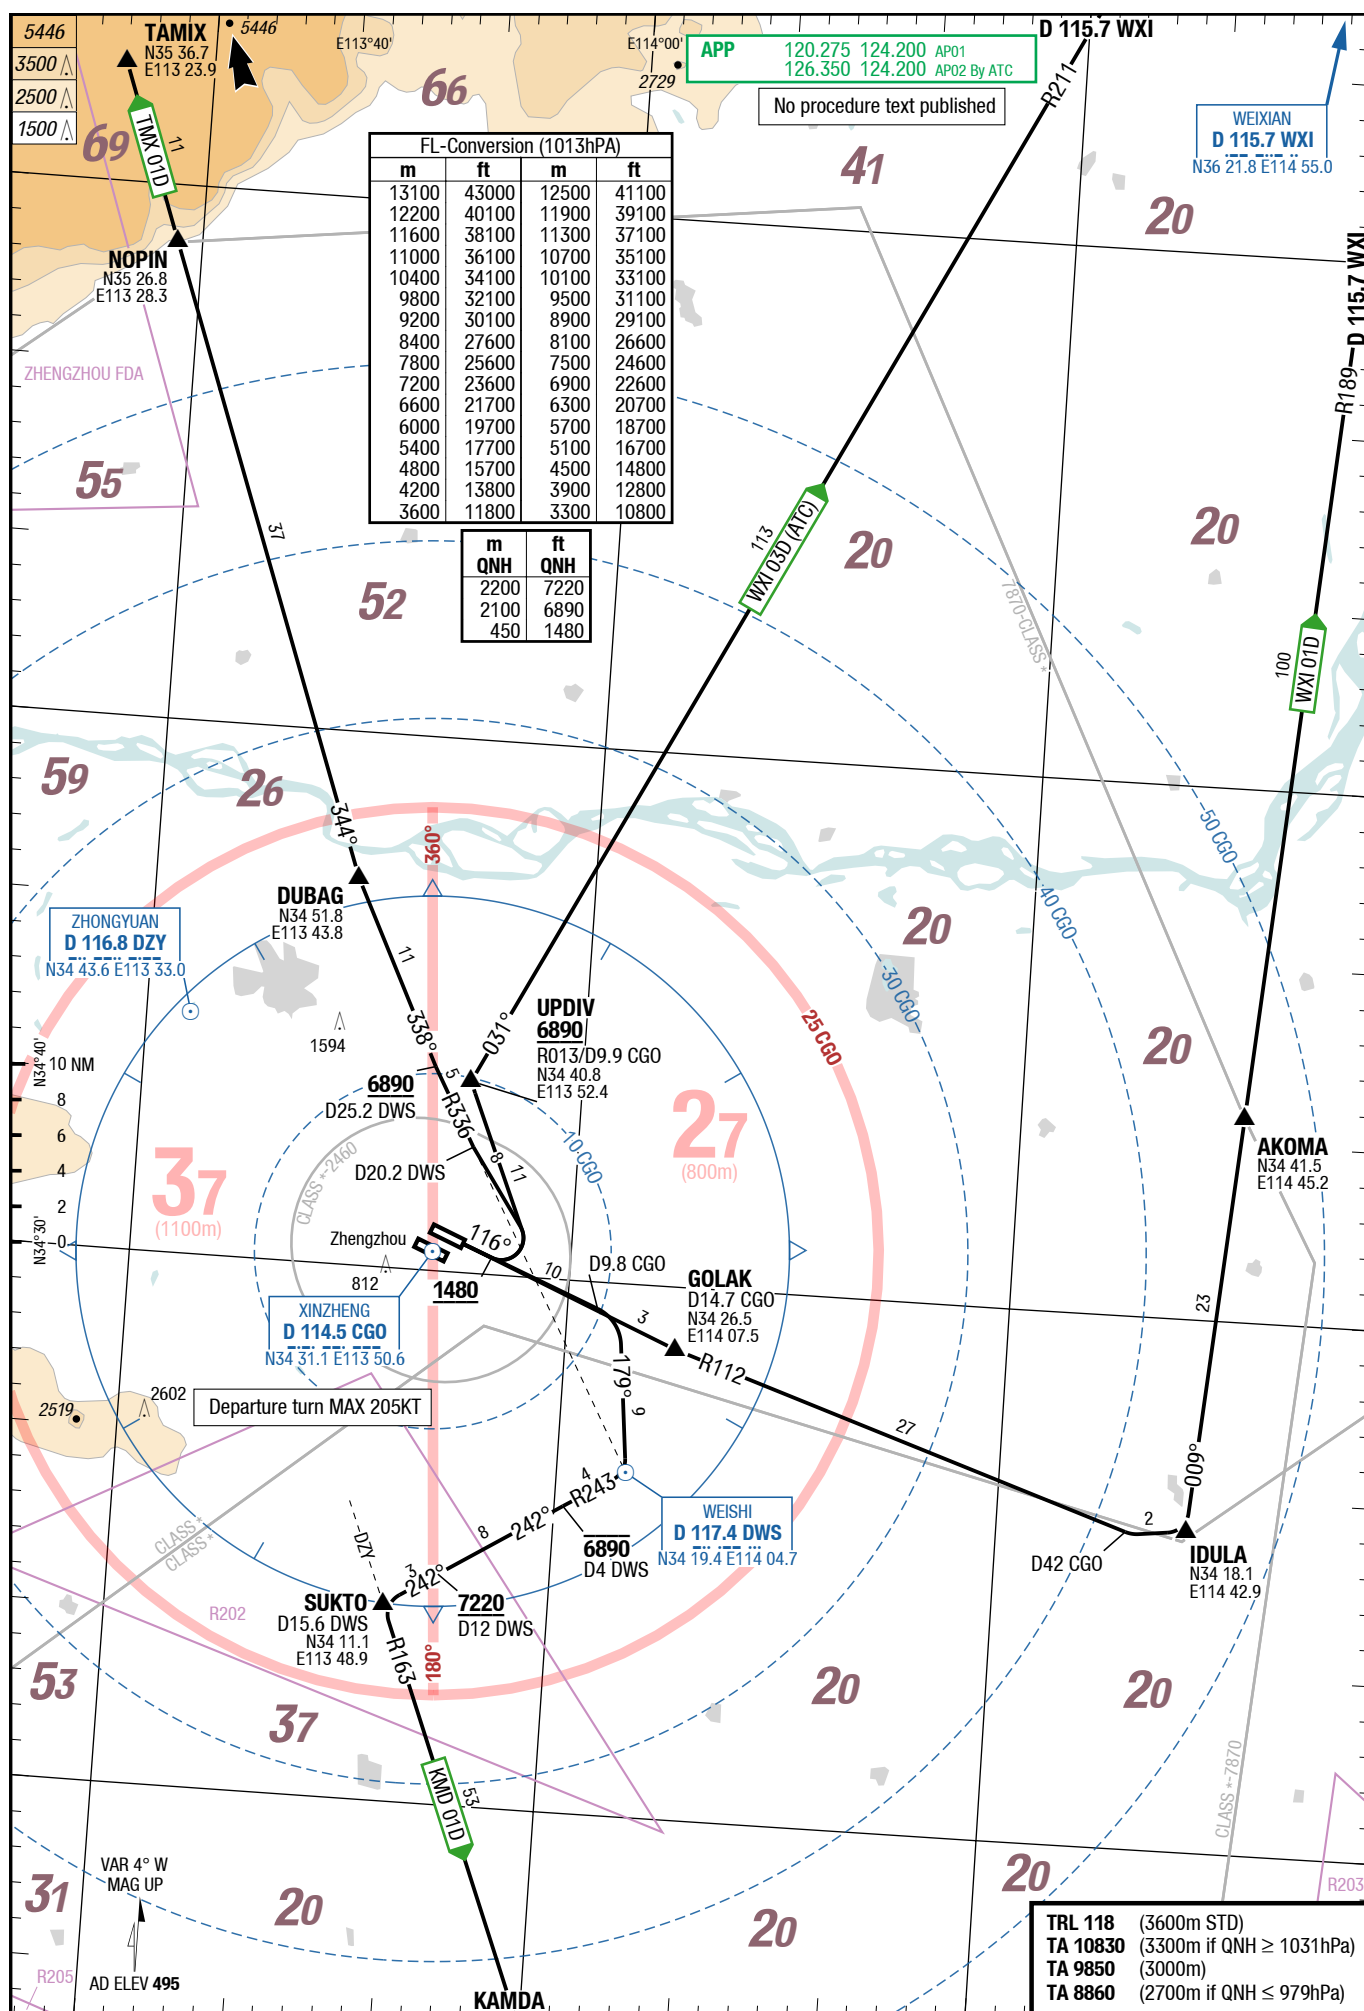 5446
3500
2500
1500
TAMIX
N35 36.7
E113 23.9
5446
E113°40'
E114°00'
2729
APP 120.275 124.200 AP01
126.350 124.200 AP02 By ATC
No procedure text published
D 115.7 WXI
R211
WEIXIAN
D 115.7 WXI
N36 21.8 E114 55.0
69
66
41
20
TMX 01D
11
NOPIN
N35 26.8
E113 28.3
FL-Conversion (1013hPA)
m ft m ft
13100 43000 12500 41100
12200 40100 11900 39100
11600 38100 11300 37100
11000 36100 10700 35100
10400 34100 10100 33100
9800 32100 9500 31100
9200 30100 8900 29100
8400 27600 8100 26600
7800 25600 7500 24600
7200 23600 6900 22600
6600 21700 6300 20700
6000 19700 5700 18700
5400 17700 5100 16700
4800 15700 4500 14800
4200 13800 3900 12800
3600 11800 3300 10800
m ft
QNH QNH
2200 7220
2100 6890
450 1480
D 115.7 WXI
R189
ZHENGZHOU FDA
55
37
52
113
WXI 03D (ATC)
20
20
7870-CLASS *
100
WXI 01D
59
26
344°
360°
DUBAG
N34 51.8
E113 43.8
50 CGO
40 CGO
30 CGO
25 CGO
10 CGO
20
ZHONGYUAN
D 116.8 DZY
N34 43.6 E113 33.0
11
1594
338°
031°
UPDIV
6890
R013/D9.9 CGO
N34 40.8
E113 52.4
20
N34°40'
10 NM
8
6
4
2
0
N34°30'
6890
D25.2 DWS
5
R336
D20.2 DWS
8
11
27
(800m)
37
(1100m)
CLASS *-2460
AKOMA
N34 41.5
E114 45.2
Zhengzhou
116°
812
1480
10
D9.8 CGO
GOLAK
D14.7 CGO
N34 26.5
E114 07.5
3
R112
XINZHENG
D 114.5 CGO
N34 31.1 E113 50.6
23
2519
2602
Departure turn MAX 205KT
179°
9
27
009°
4
R243
242°
8
WEISHI
D 117.4 DWS
N34 19.4 E114 04.7
6890
D4 DWS
2
D42 CGO
IDULA
N34 18.1
E114 42.9
CLASS *
CLASS *
DZY
3
242°
7220
D12 DWS
SUKTO
D15.6 DWS
N34 11.1
E113 48.9
R202
R163
180°
53
37
20
20
KMD 01D
53
CLASS *-7870
VAR 4° W
MAG UP
31
20
20
20
R203
R205
AD ELEV 495
KAMDA
TRL 118 (3600m STD)
TA 10830 (3300m if QNH ≥ 1031hPa)
TA 9850 (3000m)
TA 8860 (2700m if QNH ≤ 979hPa)